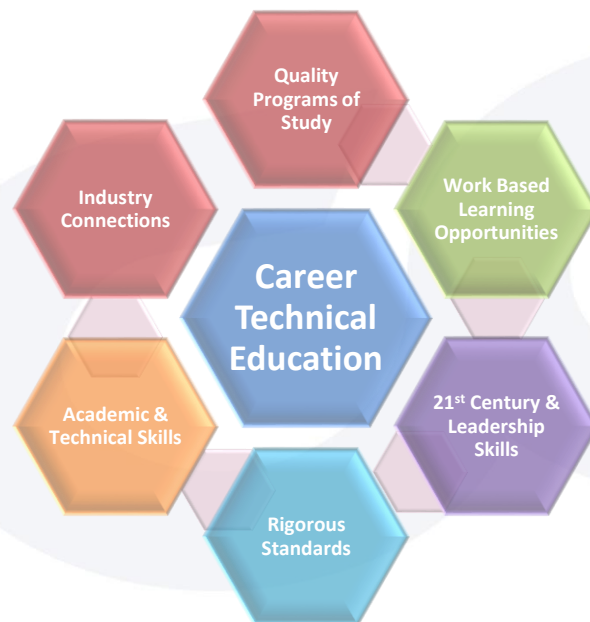 Quality
Programs of
Study
Industry
Connections
Work Based
Learning
Opportunities
Career
Technical
Education
Academic &
Technical Skills
21st Century &
Leadership
Skills
Rigorous
Standards